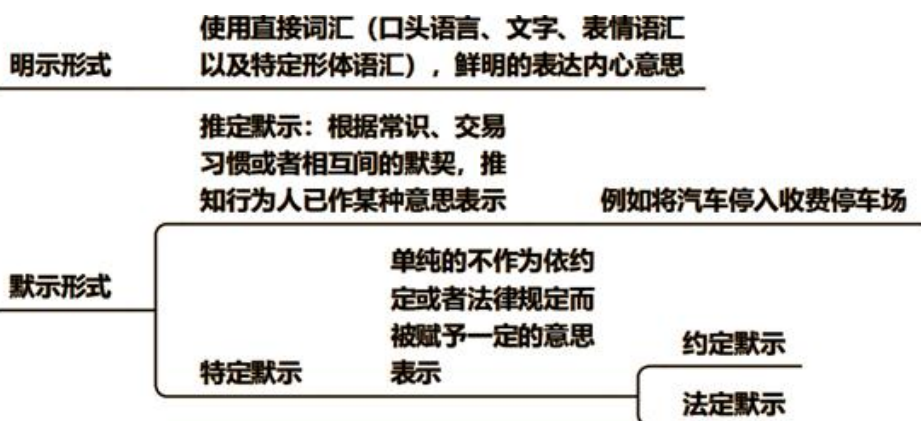 明示形式
使用直接词汇（口头语言、文字、表情语汇
以及特定形体语汇），鲜明的表达内心意思
默示形式
推定默示：根据常识、交易
习惯或者相互间的默契，推
知行为人已作某种意思表示
例如将汽车停入收费停车场
特定默示
单纯的不作为依约
定或者法律规定而
被赋予一定的意思
表示
约定默示
法定默示